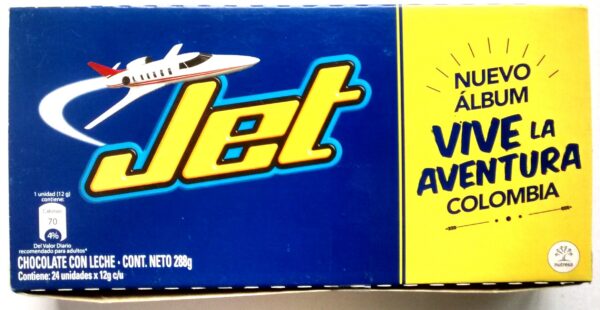 Jet
NUEVO
ÁLBUM
VIVE LA
AVENTURA
COLOMBIA
1 unidad (12 g)
contiene:
Calorías
70
4%
Del Valor Diario
recomendado para adultos*
CHOCOLATE CON LECHE • CONT. NETO 288g
Contiene: 24 unidades x 12g c/u
nutresa